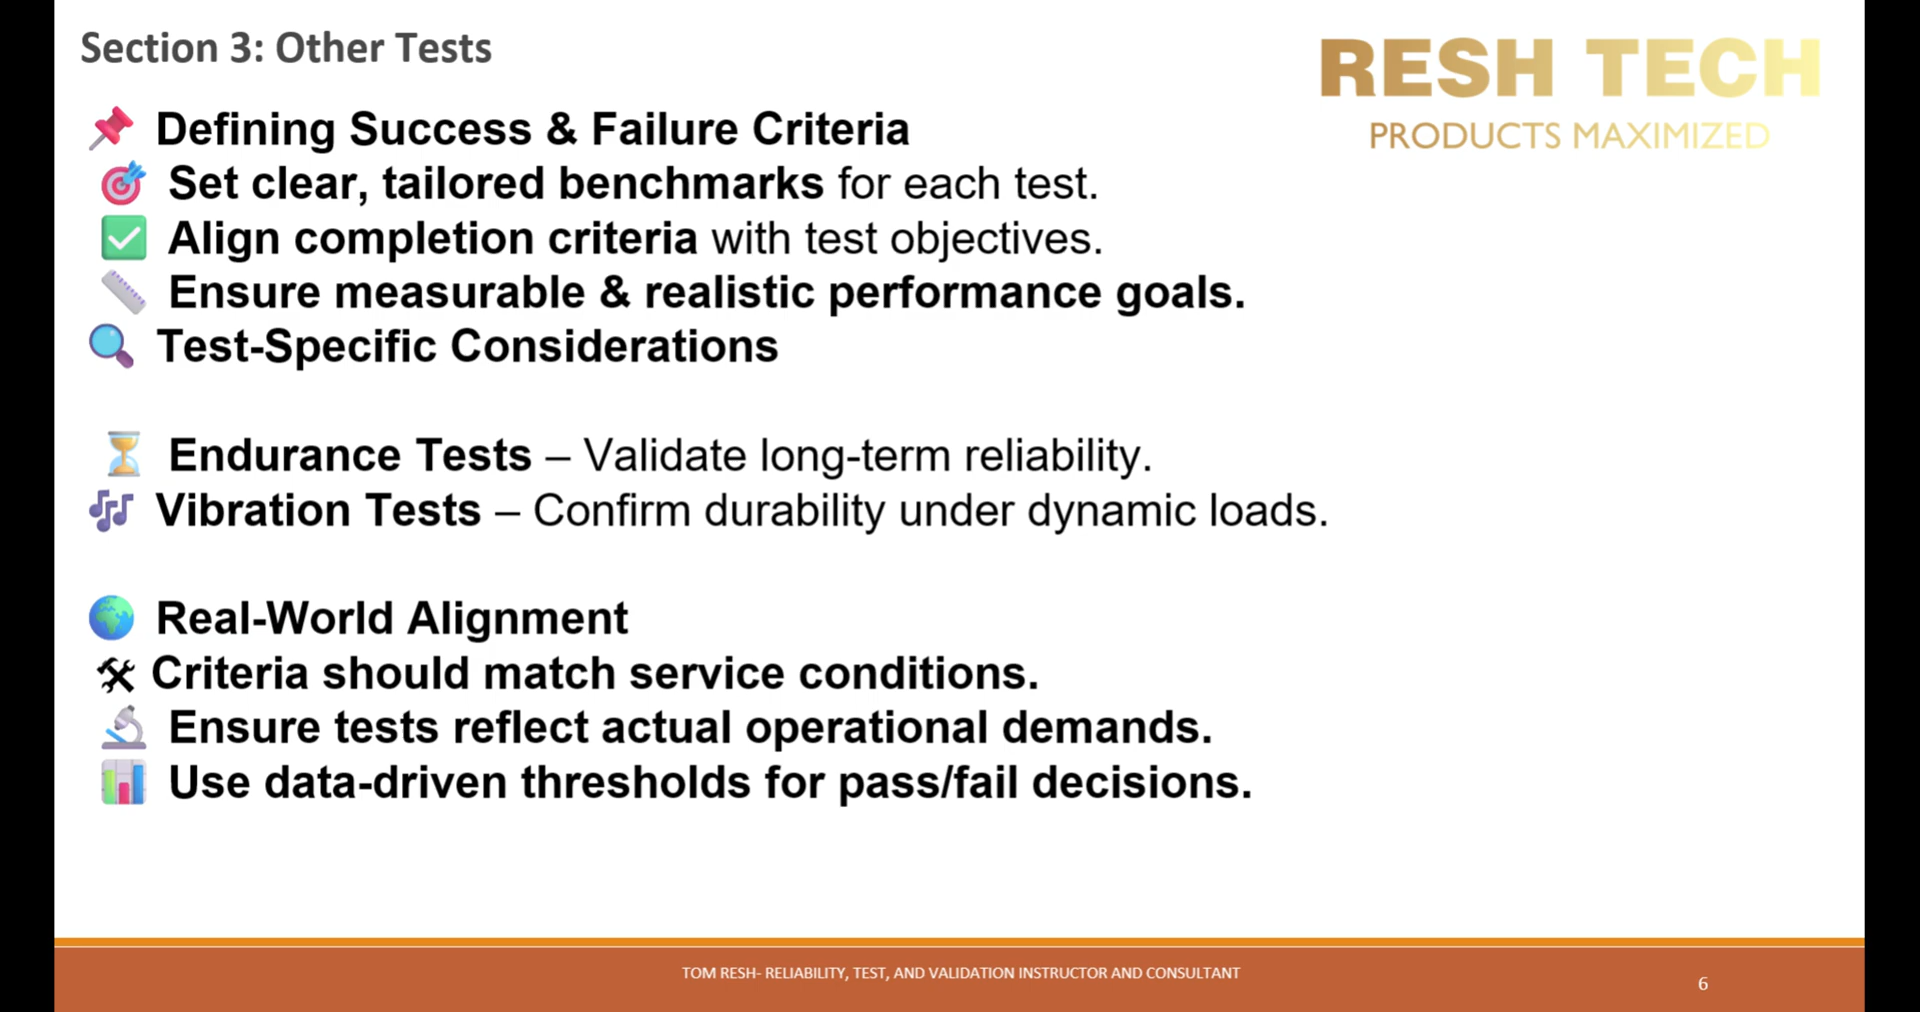 Section 3: Other Tests
RESH TECH
PRODUCTS MAXIMIZED
📌 Defining Success & Failure Criteria
🎯 Set clear, tailored benchmarks for each test.
✅ Align completion criteria with test objectives.
📏 Ensure measurable & realistic performance goals.
🔍 Test-Specific Considerations
⏳ Endurance Tests – Validate long-term reliability.
🎶 Vibration Tests – Confirm durability under dynamic loads.
🌍 Real-World Alignment
🛠 Criteria should match service conditions.
🔬 Ensure tests reflect actual operational demands.
📊 Use data-driven thresholds for pass/fail decisions.
TOM RESH- RELIABILITY, TEST, AND VALIDATION INSTRUCTOR AND CONSULTANT
6